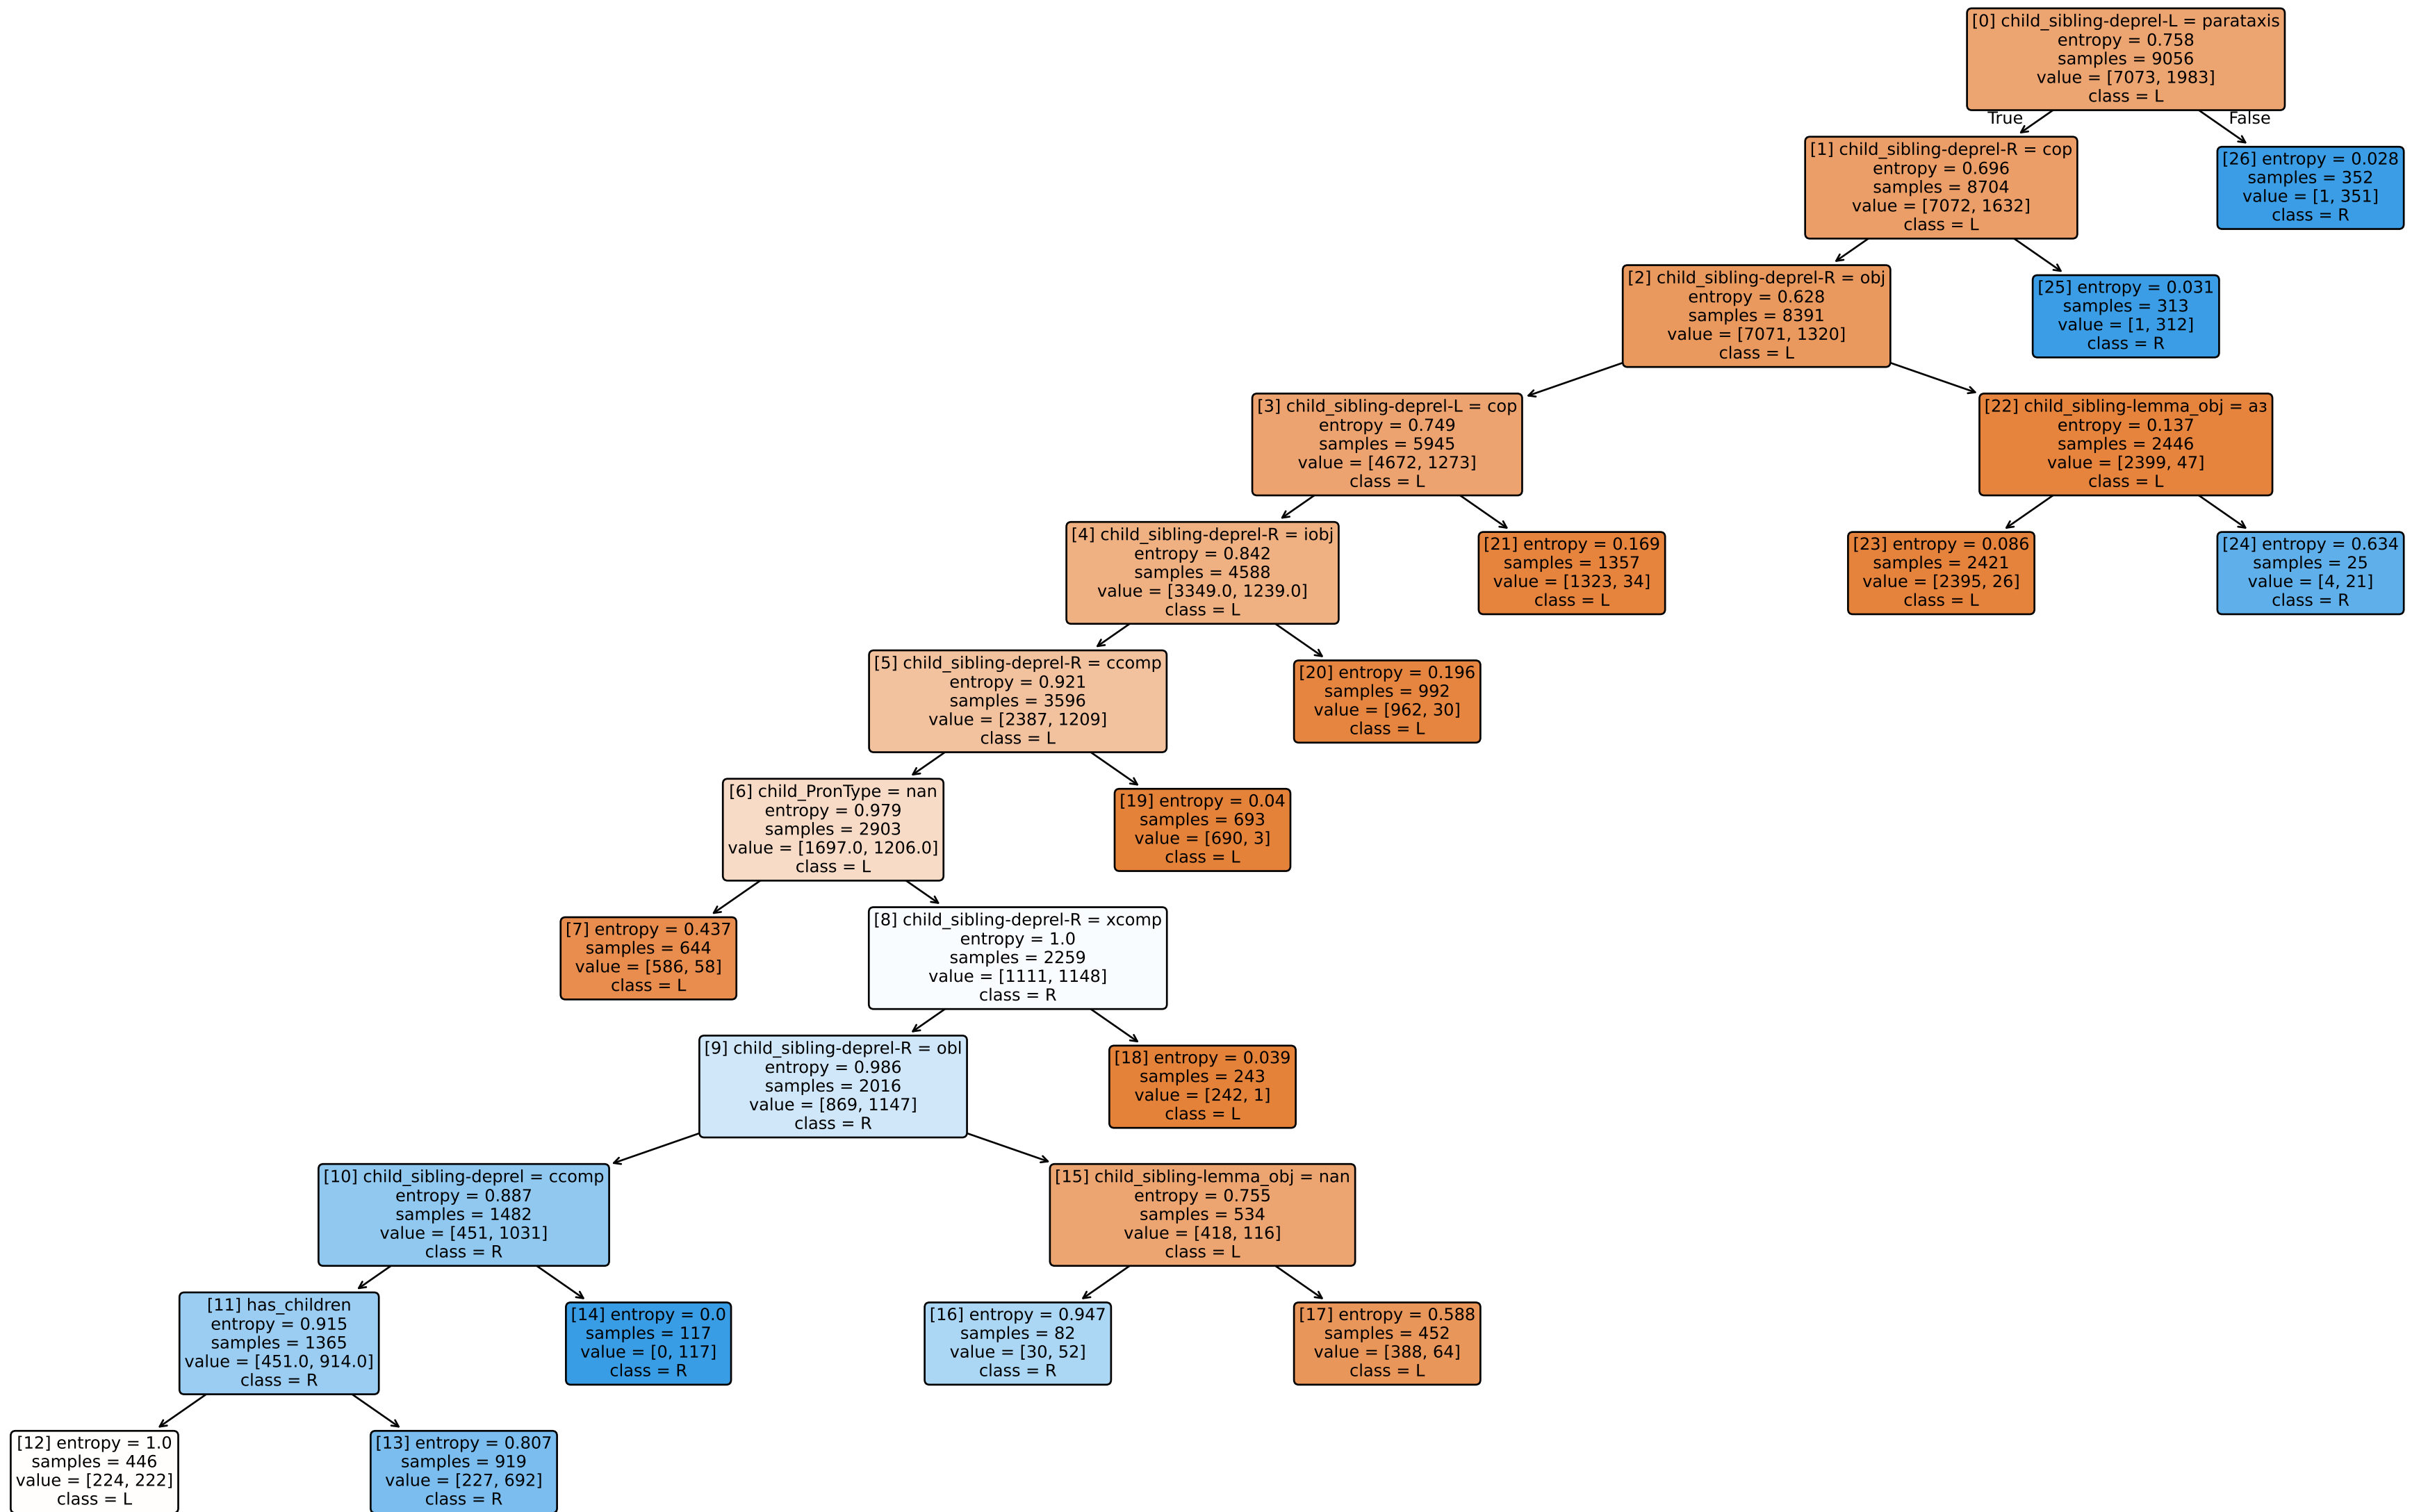 [0] child_sibling-deprel-L = parataxis
entropy = 0.758
samples = 9056
value = [7073, 1983]
class = L
True
False
[1] child_sibling-deprel-R = cop
entropy = 0.696
samples = 8704
value = [7072, 1632]
class = L
[26] entropy = 0.028
samples = 352
value = [1, 351]
class = R
[2] child_sibling-deprel-R = obj
entropy = 0.628
samples = 8391
value = [7071, 1320]
class = L
[25] entropy = 0.031
samples = 313
value = [1, 312]
class = R
[3] child_sibling-deprel-L = cop
entropy = 0.749
samples = 5945
value = [4672, 1273]
class = L
[22] child_sibling-lemma_obj = аз
entropy = 0.137
samples = 2446
value = [2399, 47]
class = L
[4] child_sibling-deprel-R = iobj
entropy = 0.842
samples = 4588
value = [3349.0, 1239.0]
class = L
[21] entropy = 0.169
samples = 1357
value = [1323, 34]
class = L
[23] entropy = 0.086
samples = 2421
value = [2395, 26]
class = L
[24] entropy = 0.634
samples = 25
value = [4, 21]
class = R
[5] child_sibling-deprel-R = ccomp
entropy = 0.921
samples = 3596
value = [2387, 1209]
class = L
[20] entropy = 0.196
samples = 992
value = [962, 30]
class = L
[6] child_PronType = nan
entropy = 0.979
samples = 2903
value = [1697.0, 1206.0]
class = L
[19] entropy = 0.04
samples = 693
value = [690, 3]
class = L
[7] entropy = 0.437
samples = 644
value = [586, 58]
class = L
[8] child_sibling-deprel-R = xcomp
entropy = 1.0
samples = 2259
value = [1111, 1148]
class = R
[9] child_sibling-deprel-R = obl
entropy = 0.986
samples = 2016
value = [869, 1147]
class = R
[18] entropy = 0.039
samples = 243
value = [242, 1]
class = L
[10] child_sibling-deprel = ccomp
entropy = 0.887
samples = 1482
value = [451, 1031]
class = R
[15] child_sibling-lemma_obj = nan
entropy = 0.755
samples = 534
value = [418, 116]
class = L
[11] has_children
entropy = 0.915
samples = 1365
value = [451.0, 914.0]
class = R
[14] entropy = 0.0
samples = 117
value = [0, 117]
class = R
[16] entropy = 0.947
samples = 82
value = [30, 52]
class = R
[17] entropy = 0.588
samples = 452
value = [388, 64]
class = L
[12] entropy = 1.0
samples = 446
value = [224, 222]
class = L
[13] entropy = 0.807
samples = 919
value = [227, 692]
class = R